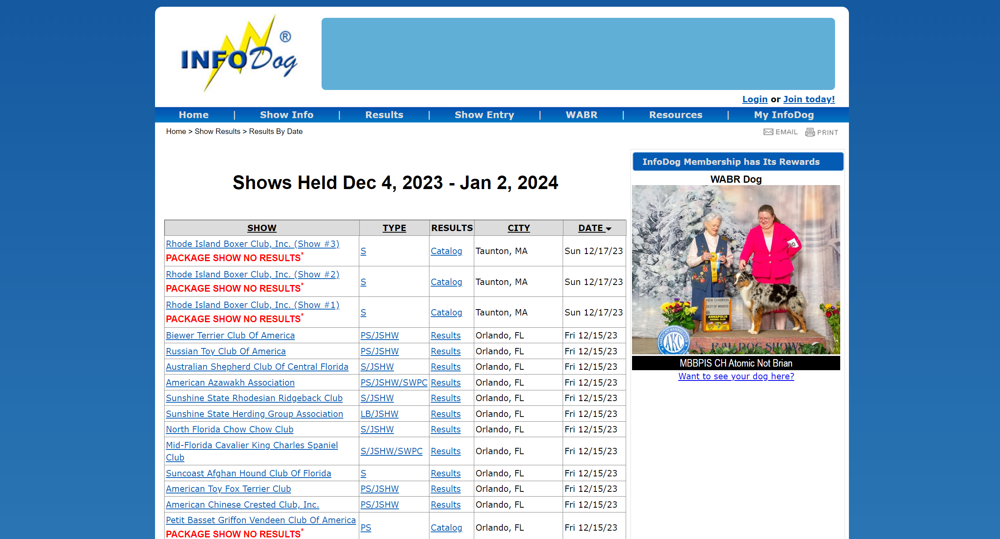 INFODog ®
Login or Join today!
Home | Show Info | Results | Show Entry | WABR | Resources | My InfoDog
Home > Show Results > Results By Date
EMAIL PRINT
Shows Held Dec 4, 2023 - Jan 2, 2024
SHOW TYPE RESULTS CITY DATE
Rhode Island Boxer Club, Inc. (Show #3)
PACKAGE SHOW NO RESULTS*
S Catalog Taunton, MA Sun 12/17/23
Rhode Island Boxer Club, Inc. (Show #2)
PACKAGE SHOW NO RESULTS*
S Catalog Taunton, MA Sun 12/17/23
Rhode Island Boxer Club, Inc. (Show #1)
PACKAGE SHOW NO RESULTS*
S Catalog Taunton, MA Sun 12/17/23
Biewer Terrier Club Of America PS/JSHW Results Orlando, FL Fri 12/15/23
Russian Toy Club Of America PS/JSHW Results Orlando, FL Fri 12/15/23
Australian Shepherd Club Of Central Florida S/JSHW Results Orlando, FL Fri 12/15/23
American Azawakh Association PS/JSHW/SWPC Results Orlando, FL Fri 12/15/23
Sunshine State Rhodesian Ridgeback Club S/JSHW Results Orlando, FL Fri 12/15/23
Sunshine State Herding Group Association LB/JSHW Results Orlando, FL Fri 12/15/23
North Florida Chow Chow Club S/JSHW Results Orlando, FL Fri 12/15/23
Mid-Florida Cavalier King Charles Spaniel
Club
S/JSHW/SWPC Results Orlando, FL Fri 12/15/23
Suncoast Afghan Hound Club Of Florida S Results Orlando, FL Fri 12/15/23
American Toy Fox Terrier Club PS/JSHW Results Orlando, FL Fri 12/15/23
American Chinese Crested Club, Inc. PS/JSHW Results Orlando, FL Fri 12/15/23
Petit Basset Griffon Vendeen Club Of America
PACKAGE SHOW NO RESULTS*
PS Catalog Orlando, FL Fri 12/15/23
InfoDog Membership has Its Rewards
WABR Dog
20
NEW CHAMPION
BEST OF WINNERS
ANNAPOLIS
KENNEL CLUB
AMERICAN KENNEL CLUB
AKC
DOG SHOWS
MBBPIS CH Atomic Not Brian
Want to see your dog here?